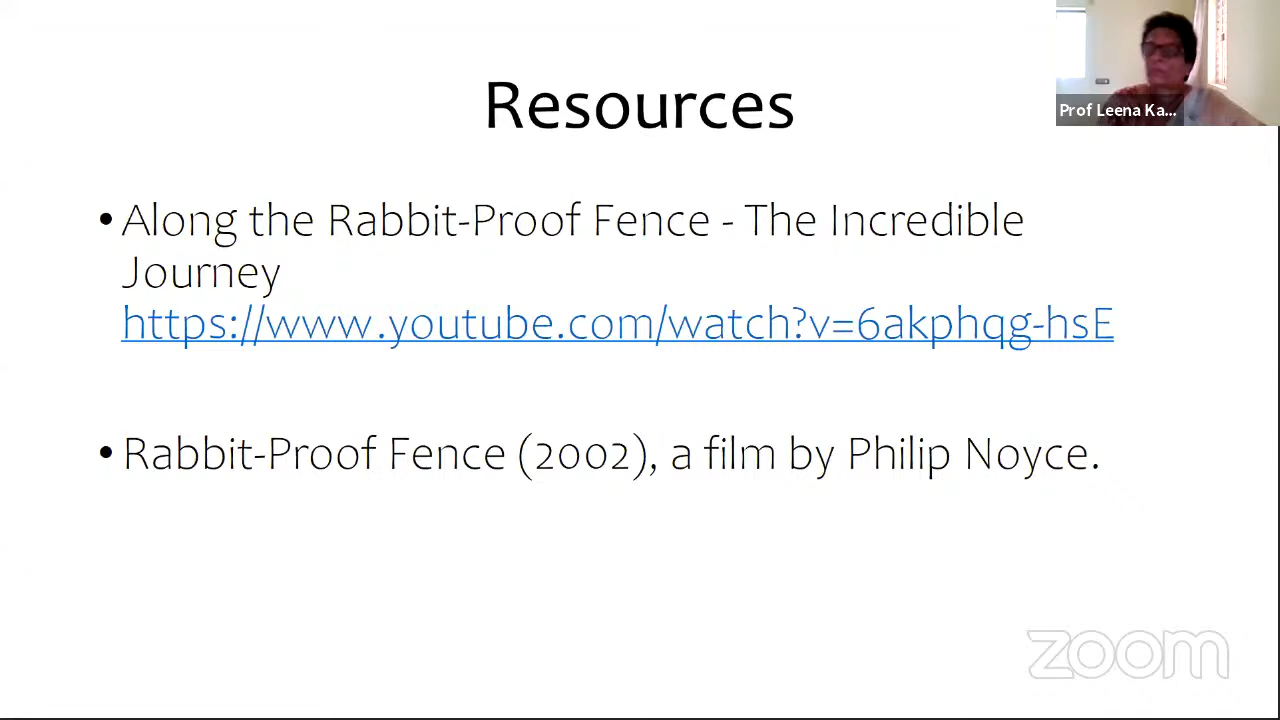 Resources
Prof Leena Ka...
• Along the Rabbit-Proof Fence - The Incredible
Journey
https://www.youtube.com/watch?v=6akphqg-hsE
• Rabbit-Proof Fence (2002), a film by Philip Noyce.
zoom